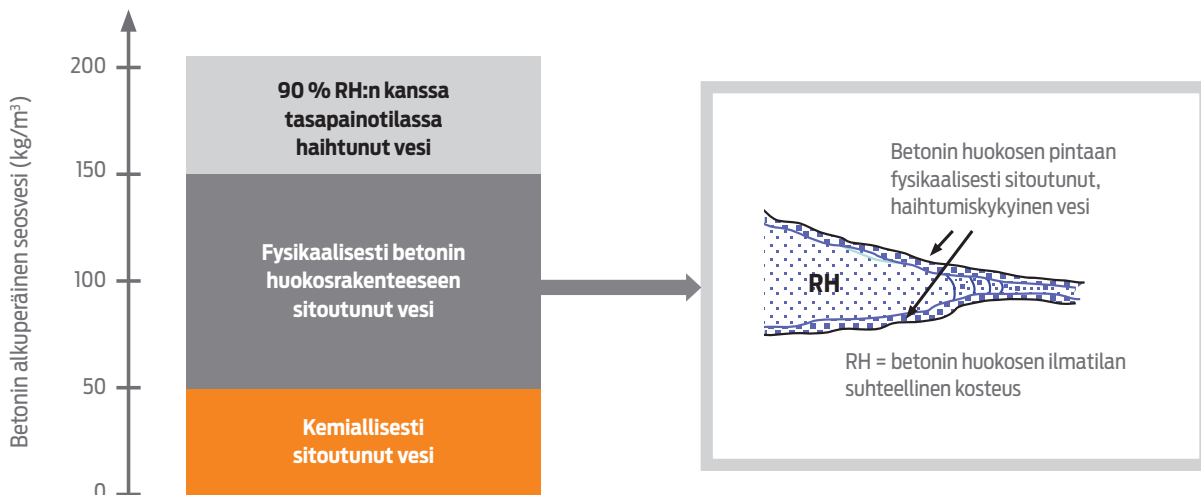 Betonin alkuperäinen seosvesi (kg/m³)
200
150
100
50
0
90 % RH:n kanssa
tasapainotilassa
haihtunut vesi
Fysikaalisesti betonin
huokosrakenteeseen
sitoutunut vesi
Kemiallisesti
sitoutunut vesi
Betonin huokosen pintaan
fysikaalisesti sitoutunut,
haihtumiskykyinen vesi
RH
RH = betonin huokosen ilmatilan
suhteellinen kosteus